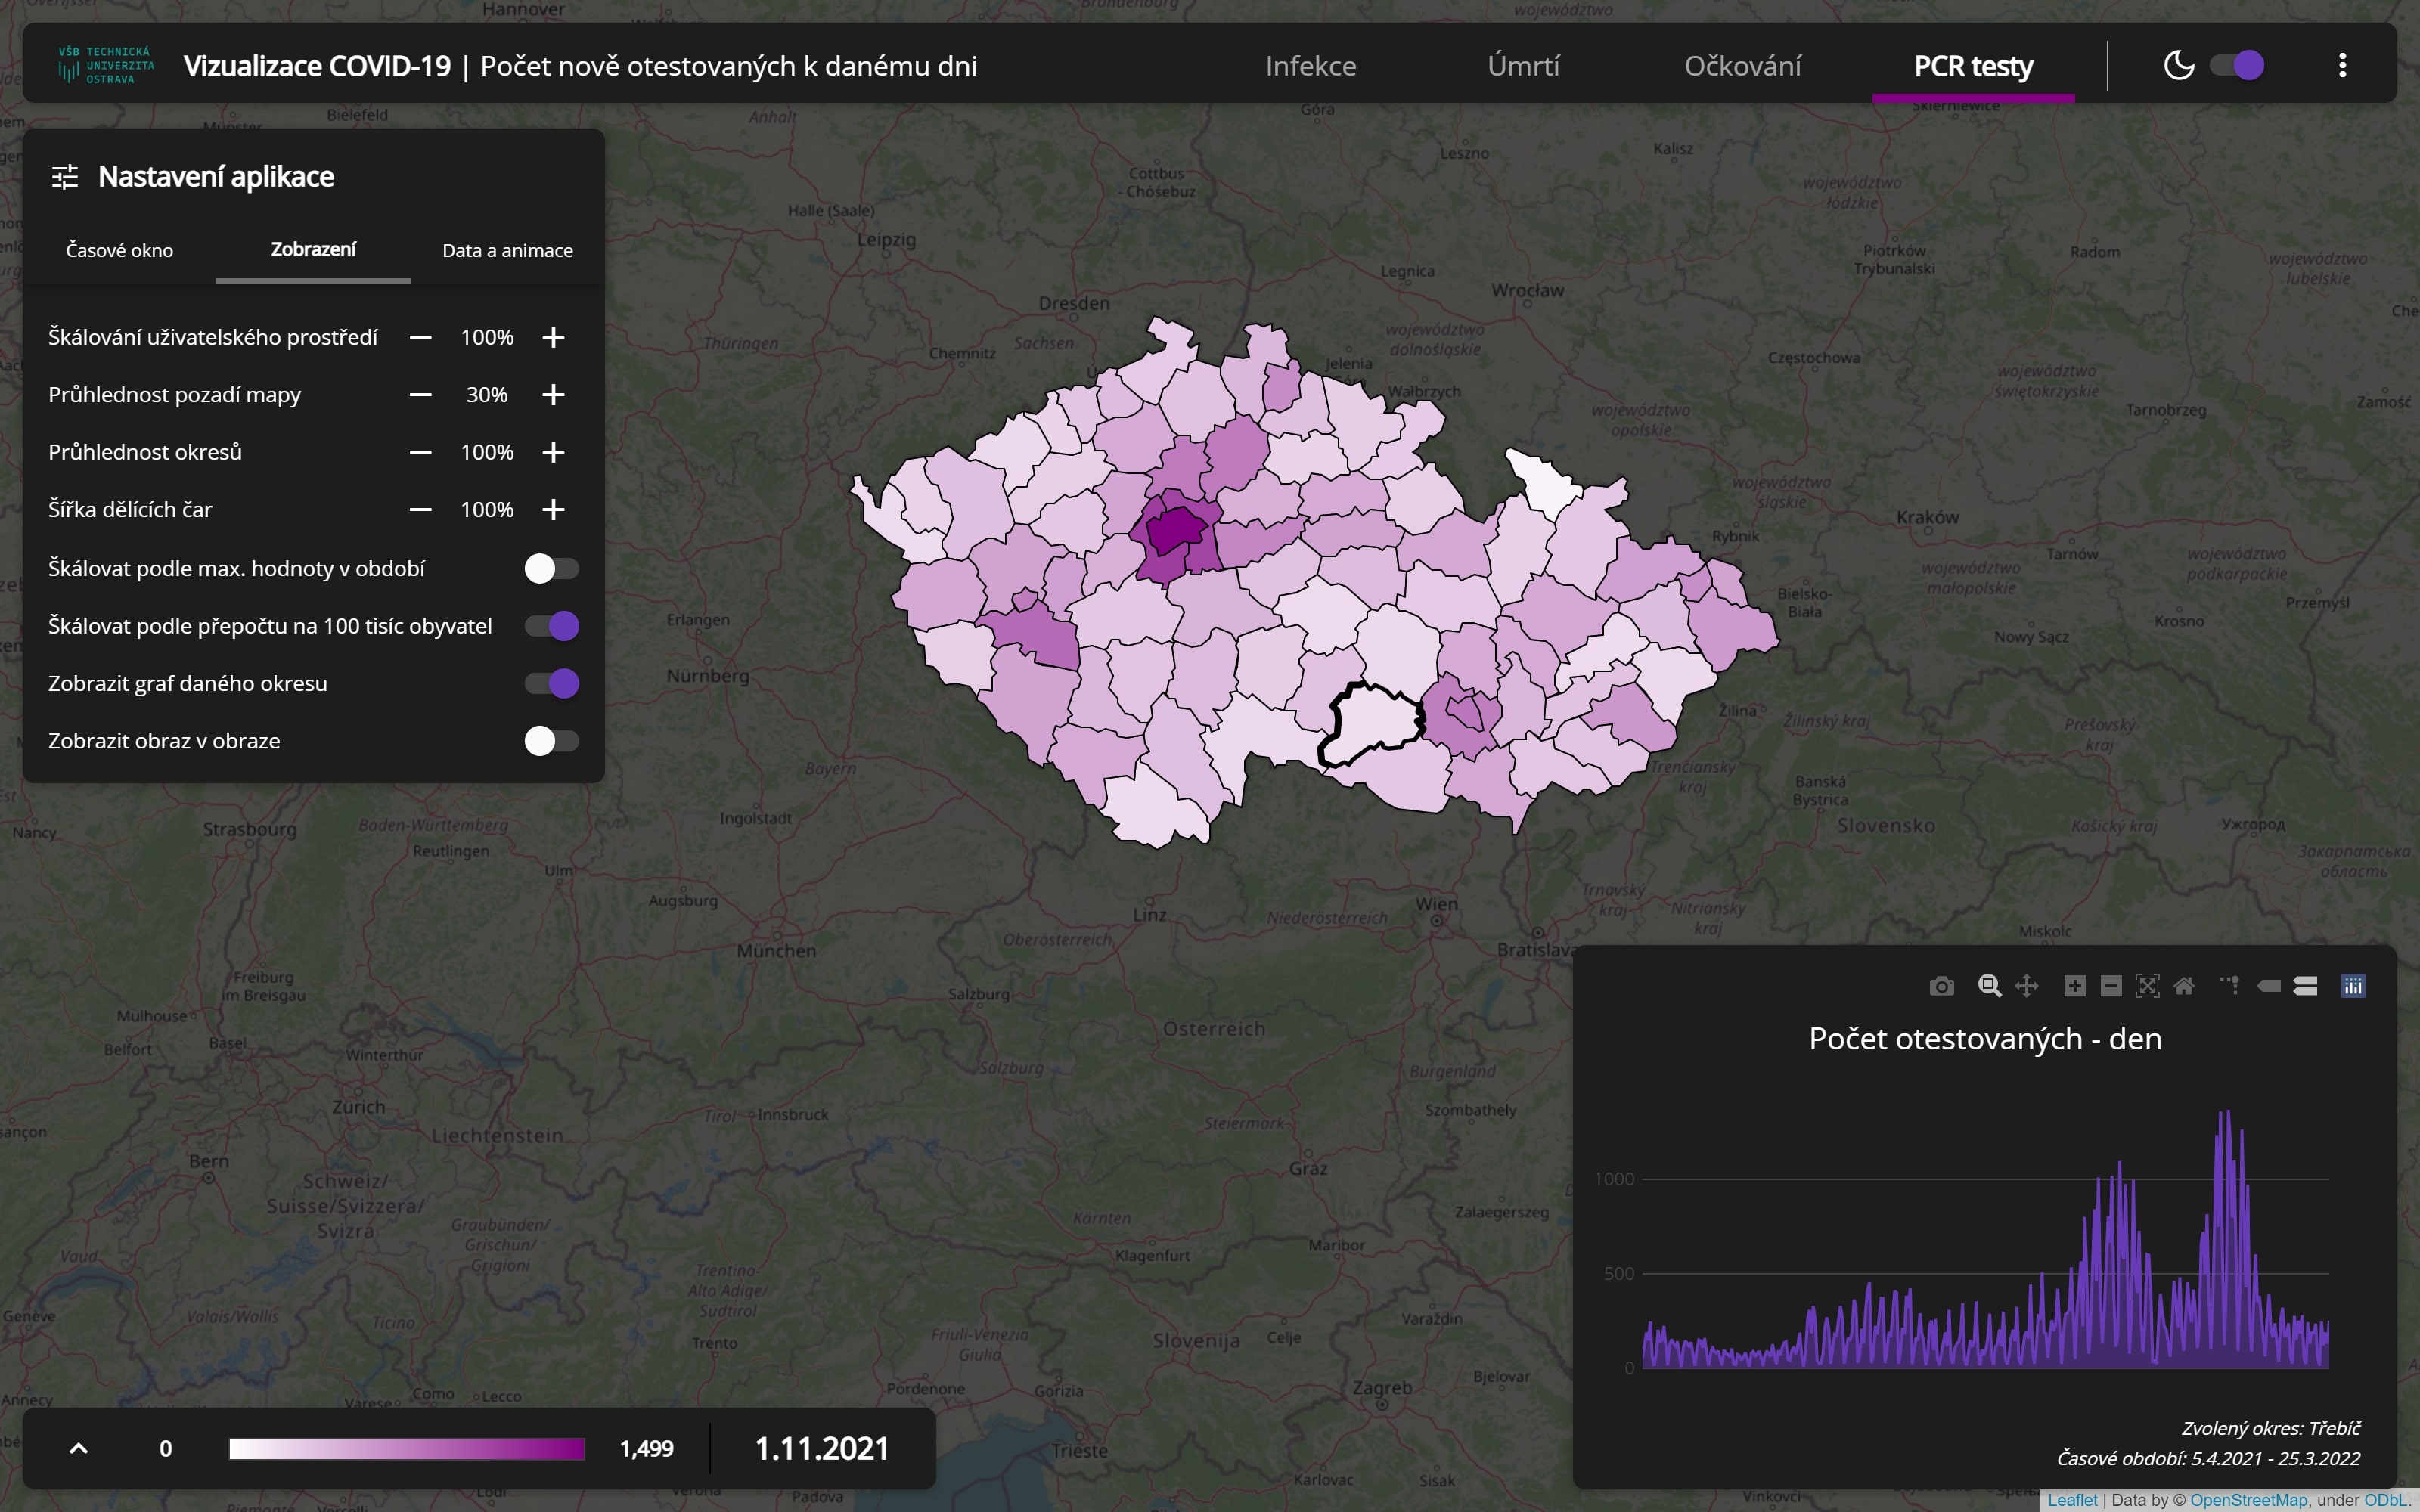 VŠB TECHNICKÁ
UNIVERZITA
OSTRAVA
Vizualizace COVID-19 | Počet nově otestovaných k danému dni
Infekce
Úmrtí
Očkování
PCR testy
Nastavení aplikace
Časové okno
Zobrazení
Data a animace
Škálování uživatelského prostředí
100%
Průhlednost pozadí mapy
30%
Průhlednost okresů
100%
Šířka dělících čar
100%
Škálovat podle max. hodnoty v období
Škálovat podle přepočtu na 100 tisíc obyvatel
Zobrazit graf daného okresu
Zobrazit obraz v obraze
Hannover
województwo
Bielefeld
Anhalt
Góra
Skierniewice
Leszno
Kalisz
Cottbus
- Chóśebuz
województwo
łódzkie
Halle (Saale)
Leipzig
Piotrków
Trybunalski
Radom
województwo
lubelskie
Legnica
Wrocław
Dresden
województwo
dolnośląskie
Thüringen
Chemnitz
Sachsen
Jelenia
Wałbrzych
Częstochowa
województwo
świętokrzyskie
województwo
opolskie
Tarnobrzeg
Zamość
województwo
śląskie
Kraków
Rybnik
Tarnów
województwo
podkarpackie
województwo
małopolskie
Bielsko-
Biała
Przemyśl
Krosno
Nowy Sącz
Erlangen
Nürnberg
Žilina
Žilinský kraj
Prešovský
kraj
Bayern
Trenčiansky
kraj
Banská
Bystrica
Slovensko
Košický kraj
Ужгород
Закарпатська
область
Nancy
Strasbourg
Baden-Württemberg
Reutlingen
Ingolstadt
Ulm
Augsburg
München
Linz
Oberösterreich
Niederösterreich
Wien
Trnavský
kraj
Nitriansky
kraj
Bratislava
Miskolc
Freiburg
im Breisgau
Salzburg
Mulhouse
Belfort
Basel
Winterthur
Österreich
Salzburg
Burgenland
Zürich
Liechtenstein
Tirol
Innsbruck
Steiermark
Szombathely
Bern
Graz
Schweiz/
Suisse/Svizzera/
Svizra
Graubünden/
Grischun/
Grigioni
Kärnten
Klagenfurt
Maribor
Zalaegerszeg
Vaud
Trentino-
Alto Adige/
Südtirol
Genève
Valais/Wallis
Ticino
Trento
Friuli-Venezia
Giulia
Slovenija
Celje
Varaždin
Annecy
Como
Lecco
Pordenone
Gorizia
Zagreb
Bjelovar
Trieste
Karlovac
Sisak
Padova
Vinkovci
Počet otestovaných - den
1000
500
0
Zvolený okres: Třebíč
Časové období: 5.4.2021 - 25.3.2022
0
1,499
1.11.2021
Leaflet | Data by © OpenStreetMap, under ODbL.